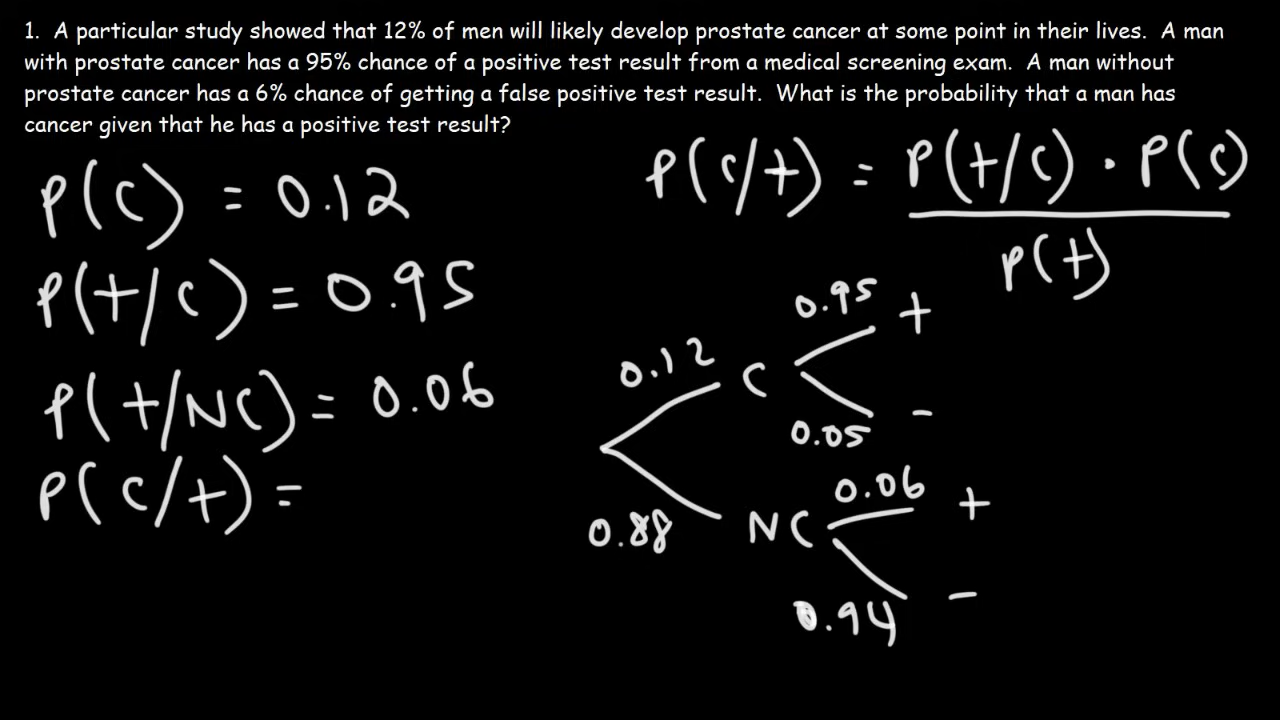 1. A particular study showed that 12% of men will likely develop prostate cancer at some point in their lives. A man
with prostate cancer has a 95% chance of a positive test result from a medical screening exam. A man without
prostate cancer has a 6% chance of getting a false positive test result. What is the probability that a man has
cancer given that he has a positive test result?
P(C) = 0.12
P(+/C) = 0.95
P(+/NC) = 0.06
P(C/+) =
P(C/+) = P(+/C) · P(C)
P(+)
0.95 +
0.12 C
0.05 -
0.06 +
0.88 NC
0.94 -